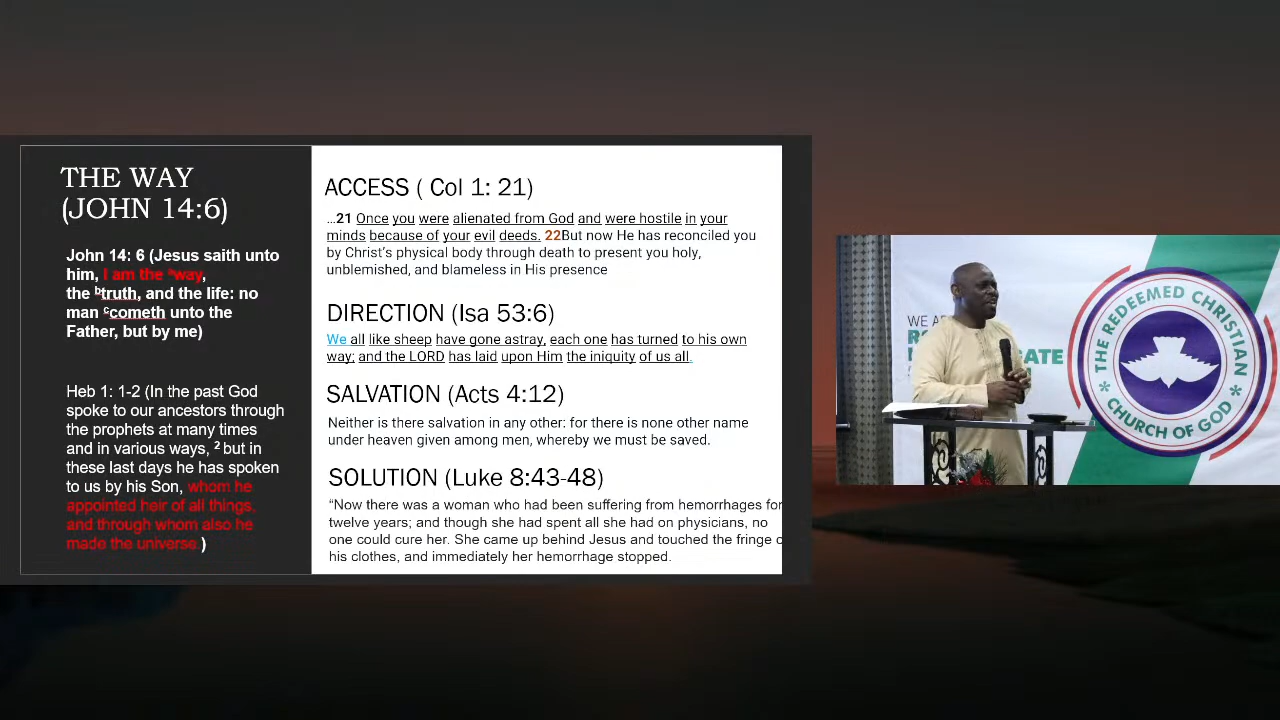 THE WAY
(JOHN 14:6)
John 14: 6 (Jesus saith unto
him, I am the ᵃway,
the ᵇtruth, and the life: no
man ᶜcometh unto the
Father, but by me)
Heb 1: 1-2 (In the past God
spoke to our ancestors through
the prophets at many times
and in various ways, ² but in
these last days he has spoken
to us by his Son, whom he
appointed heir of all things,
and through whom also he
made the universe.)
ACCESS ( Col 1: 21)
...21 Once you were alienated from God and were hostile in your
minds because of your evil deeds. 22But now He has reconciled you
by Christ's physical body through death to present you holy,
unblemished, and blameless in His presence
DIRECTION (Isa 53:6)
We all like sheep have gone astray, each one has turned to his own
way; and the LORD has laid upon Him the iniquity of us all.
SALVATION (Acts 4:12)
Neither is there salvation in any other: for there is none other name
under heaven given among men, whereby we must be saved.
SOLUTION (Luke 8:43-48)
“Now there was a woman who had been suffering from hemorrhages for
twelve years; and though she had spent all she had on physicians, no
one could cure her. She came up behind Jesus and touched the fringe
his clothes, and immediately her hemorrhage stopped.
WE
THE REDEEMED CHRISTIAN
CHURCH OF GOD